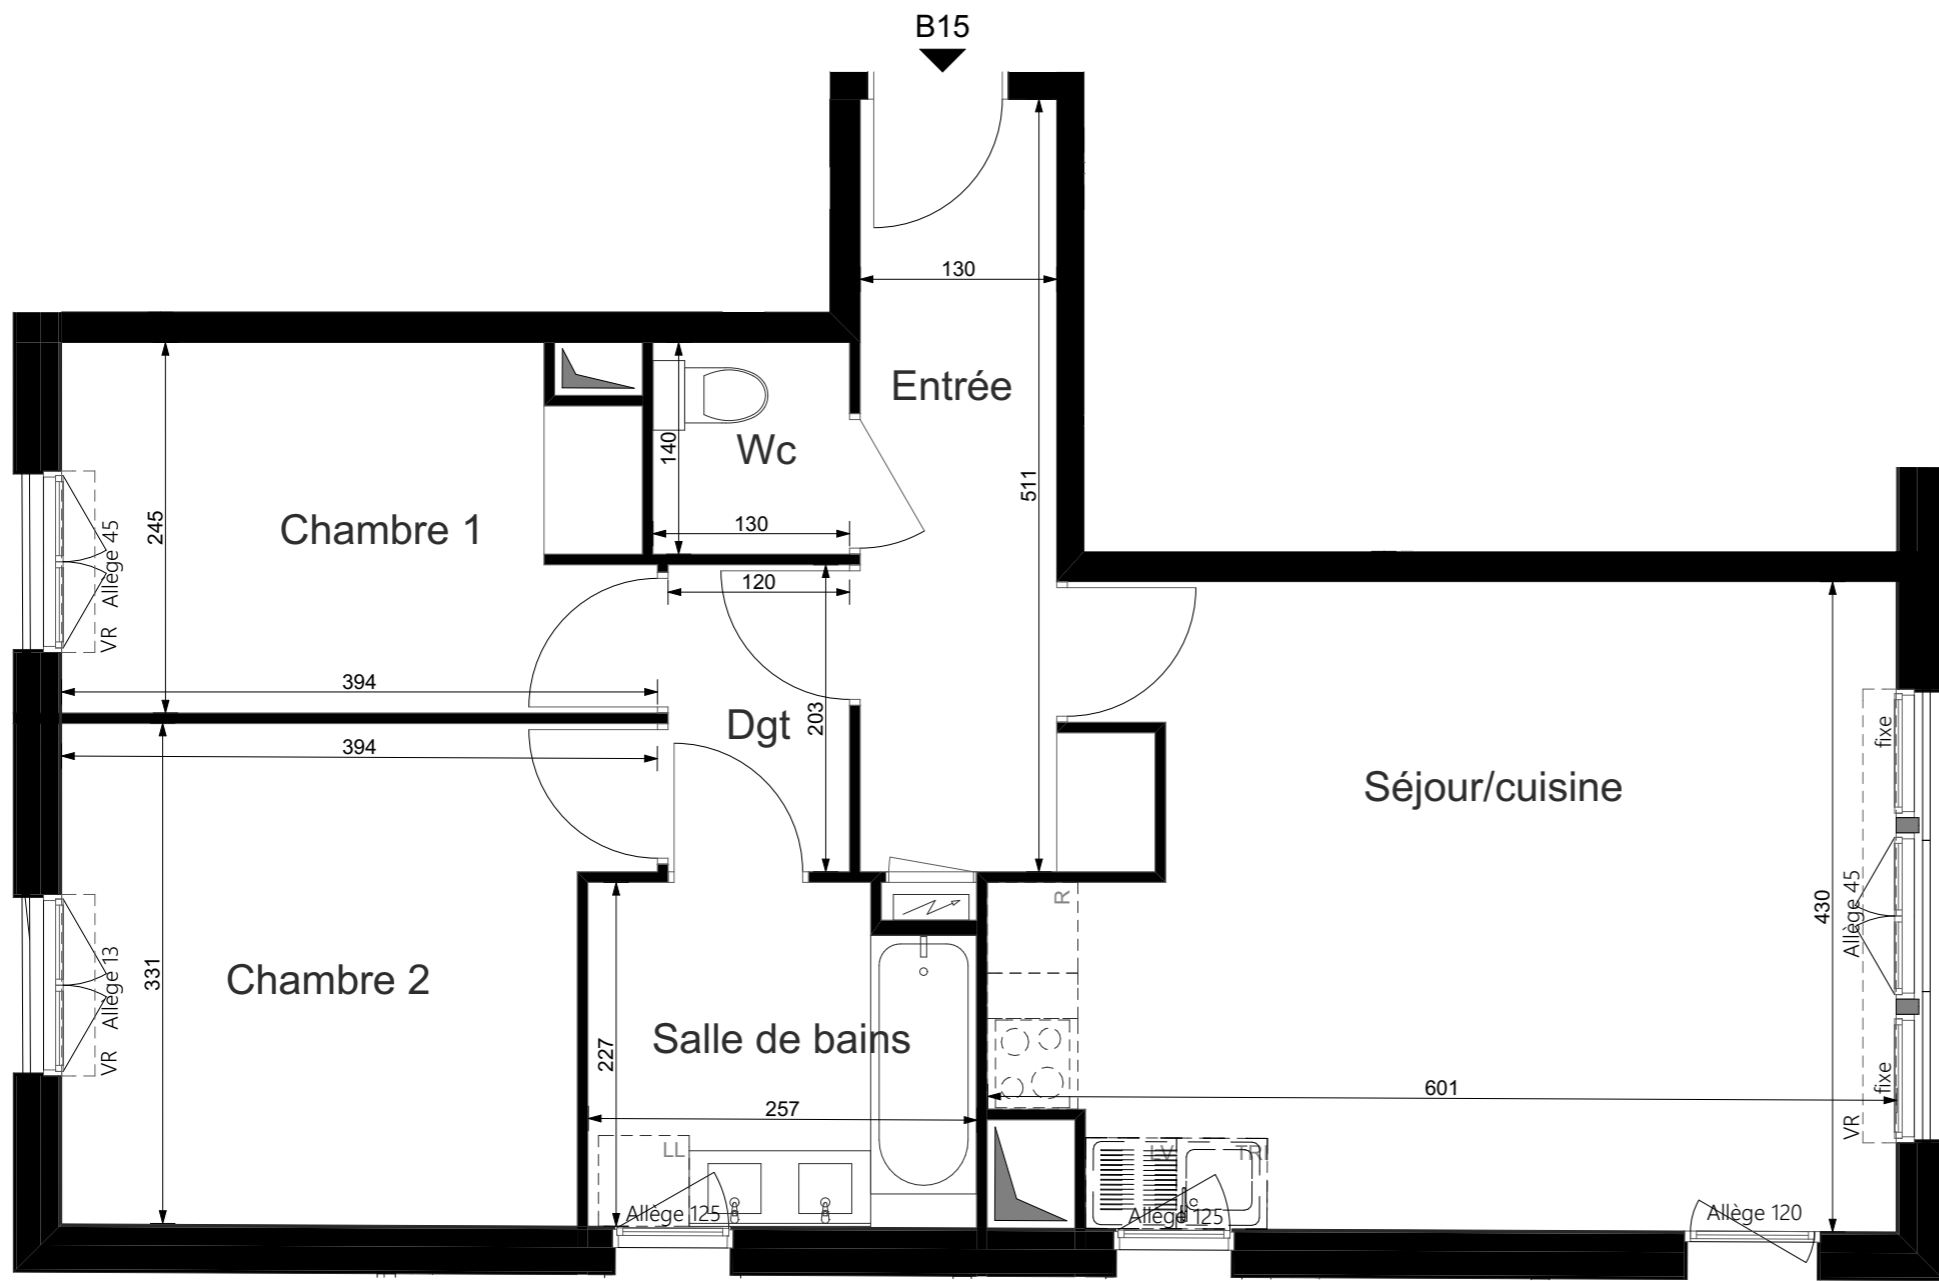 B15
130
Entrée
511
Wc
140
130
120
Chambre 1
245
Allège 45
VR
394
394
Dgt
203
Séjour/cuisine
fixe
Allège 45
430
fixe
VR
601
R
Chambre 2
331
Allège 13
VR
Salle de bains
227
257
LL
Allège 125
LV
TRI
Allège 125
Allège 120